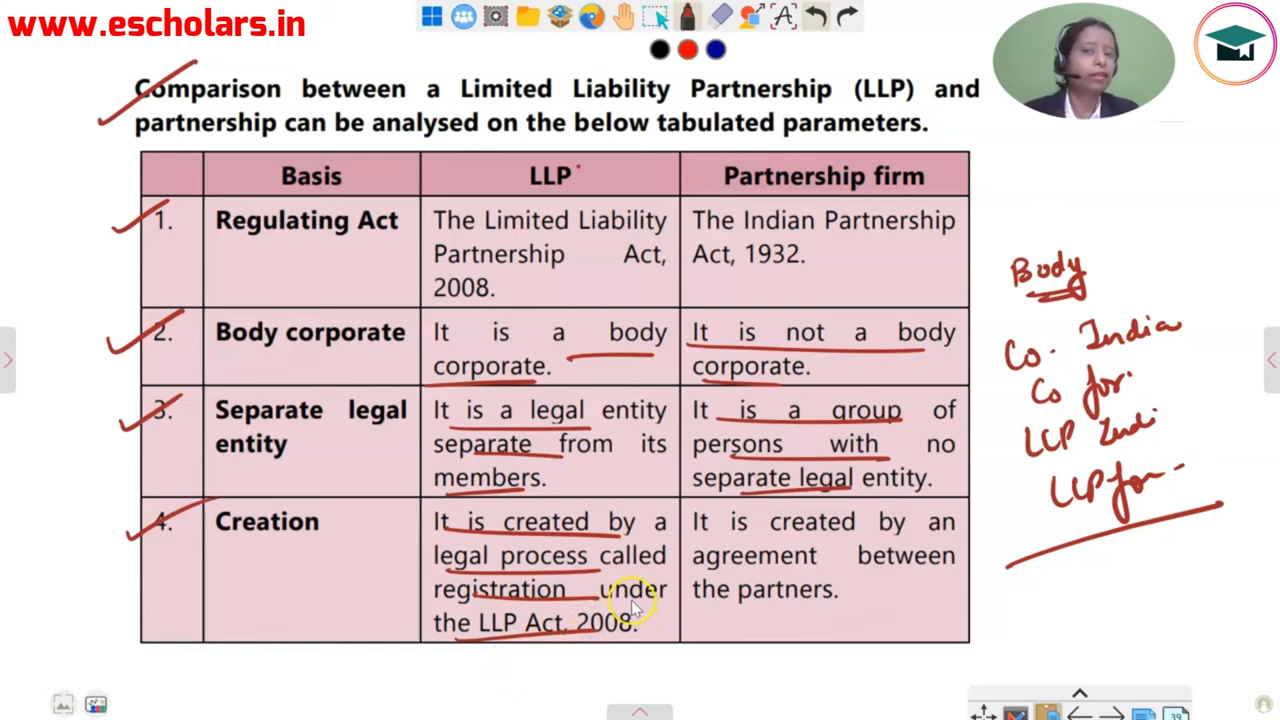 www.escholars.in
Comparison between a Limited Liability Partnership (LLP) and
partnership can be analysed on the below tabulated parameters.
Basis LLP Partnership firm
1. Regulating Act The Limited Liability The Indian Partnership
Partnership Act, Act, 1932.
2008.
2. Body corporate It is a body It is not a body
corporate. corporate.
3. Separate legal It is a legal entity It is a group of
entity separate from its persons with no
members. separate legal entity.
4. Creation It is created by a It is created by an
legal process called agreement between
registration under the partners.
the LLP Act, 2008.
Body
Co. India
Co for.
LLP Indi
LLP for
39